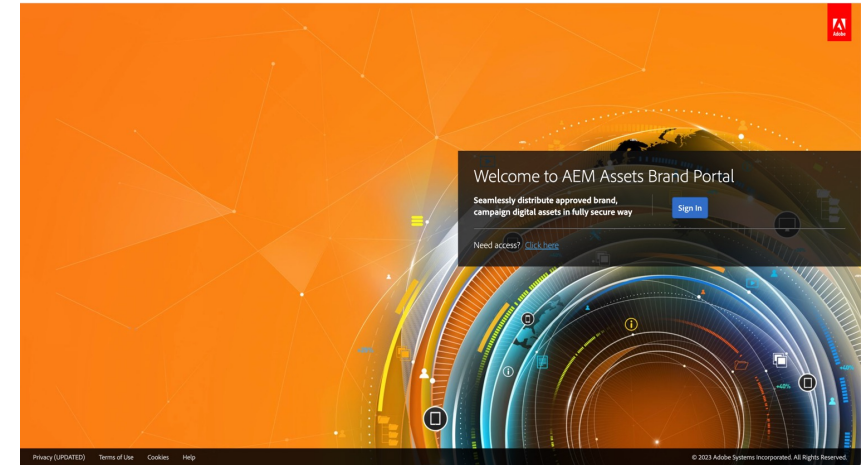 Adobe
Welcome to AEM Assets Brand Portal
Seamlessly distribute approved brand,
campaign digital assets in fully secure way
Sign In
Need access? Click here
+40%
+40%
Privacy (UPDATED) Terms of Use Cookies Help
© 2023 Adobe Systems Incorporated. All Rights Reserved.